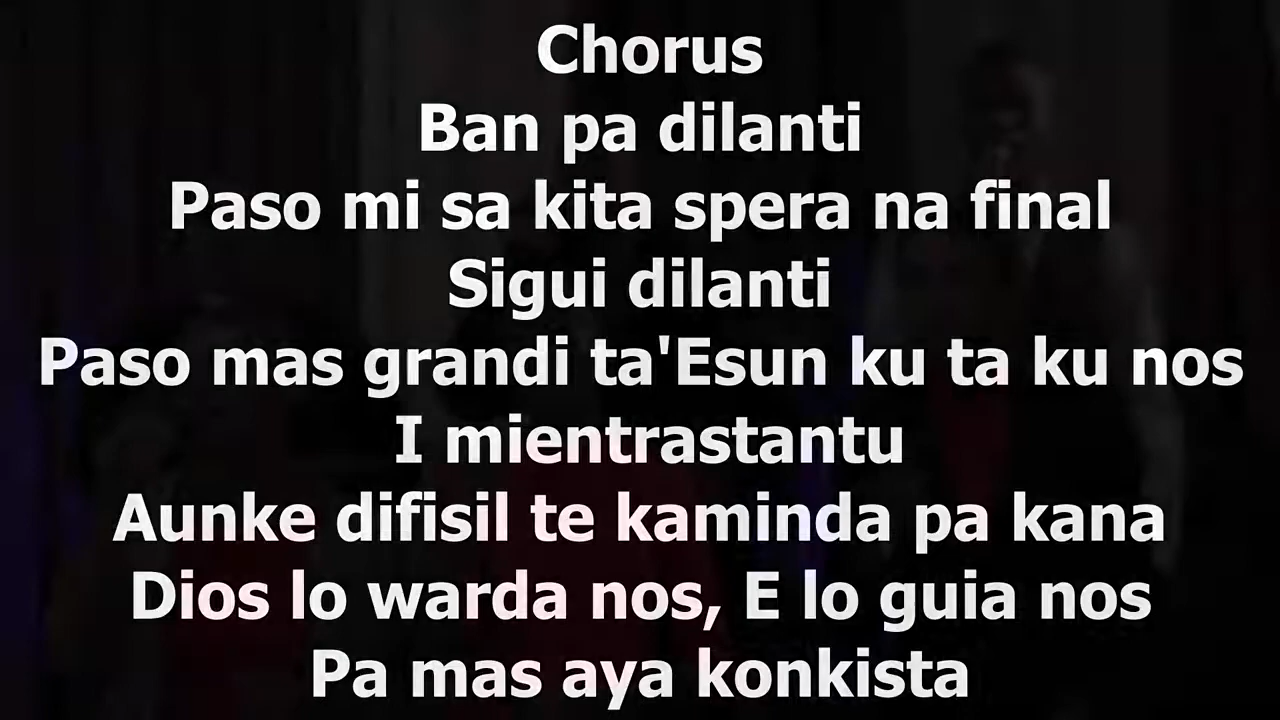 Chorus
Ban pa dilanti
Paso mi sa kita spera na final
Sigui dilanti
Paso mas grandi ta'Esun ku ta ku nos
I mientrastantu
Aunke difisil te kaminda pa kana
Dios lo warda nos, E lo guia nos
Pa mas aya konkista